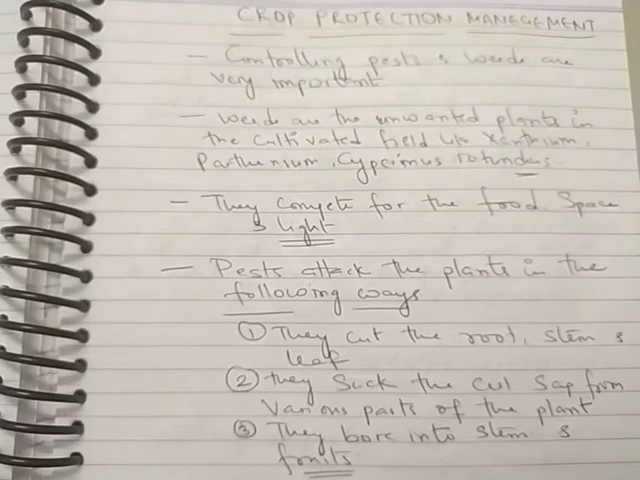 CROP PROTECTION MANAGEMENT
- Controlling pests & weeds are
very important
- weeds are the unwanted plants in
the cultivated field like Xanthium,
Parthenium, Cyperinus rotundus.
- They compete for the food, Space
& light
- Pests attack the plants in the
following ways
① They cut the root, stem &
leaf
② they Suck the Cell Sap from
Various parts of the plant
③ They bore into stem &
fruits